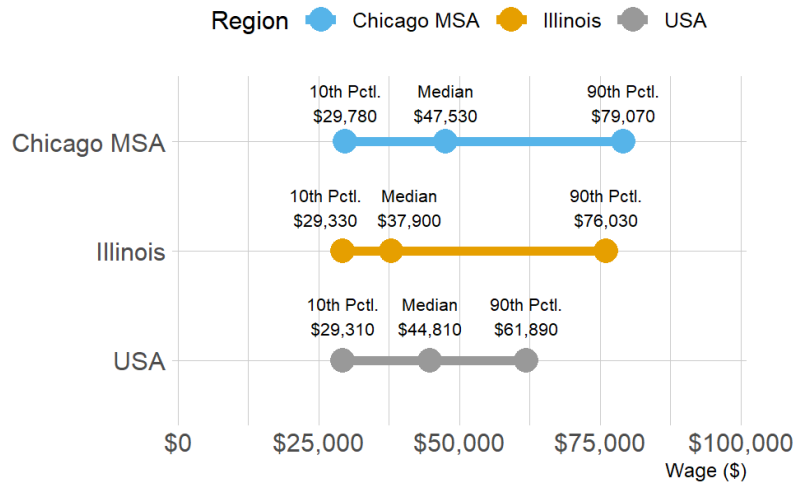 Region Chicago MSA Illinois USA
10th Pctl. Median 90th Pctl.
$29,780 $47,530 $79,070
Chicago MSA
10th Pctl. Median 90th Pctl.
$29,330 $37,900 $76,030
Illinois
10th Pctl. Median 90th Pctl.
$29,310 $44,810 $61,890
USA
$0 $25,000 $50,000 $75,000 $100,000
Wage ($)